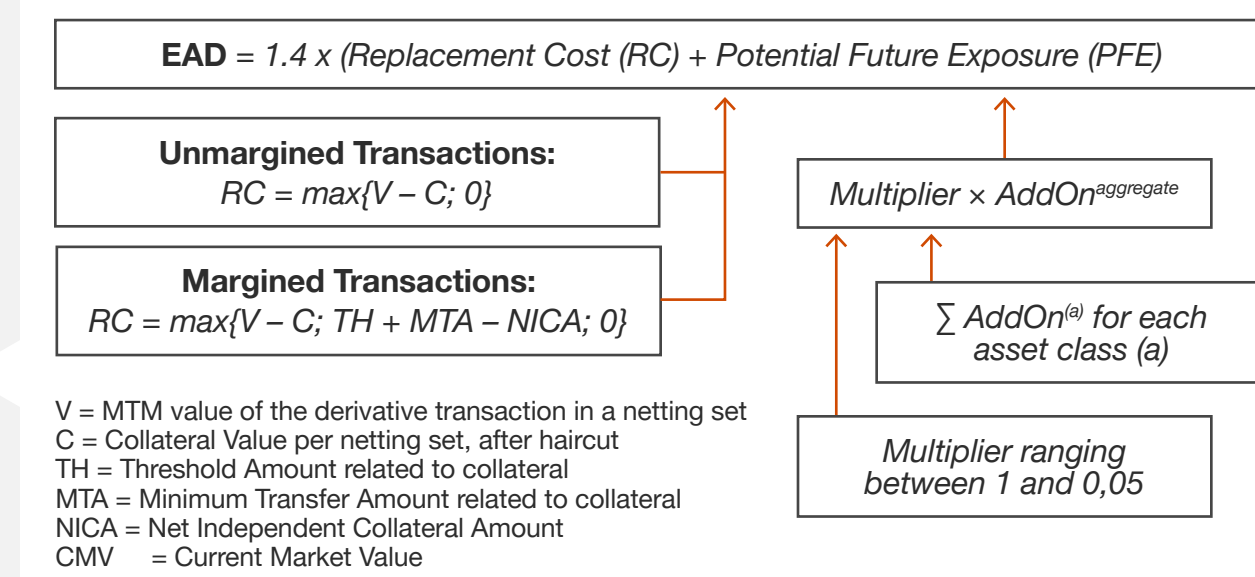 EAD = 1.4 x (Replacement Cost (RC) + Potential Future Exposure (PFE)
Unmargined Transactions:
RC = max{V – C; 0}
Margined Transactions:
RC = max{V – C; TH + MTA – NICA; 0}
Multiplier × AddOn^aggregate
∑ AddOn^(a) for each
asset class (a)
Multiplier ranging
between 1 and 0,05
V = MTM value of the derivative transaction in a netting set
C = Collateral Value per netting set, after haircut
TH = Threshold Amount related to collateral
MTA = Minimum Transfer Amount related to collateral
NICA = Net Independent Collateral Amount
CMV = Current Market Value